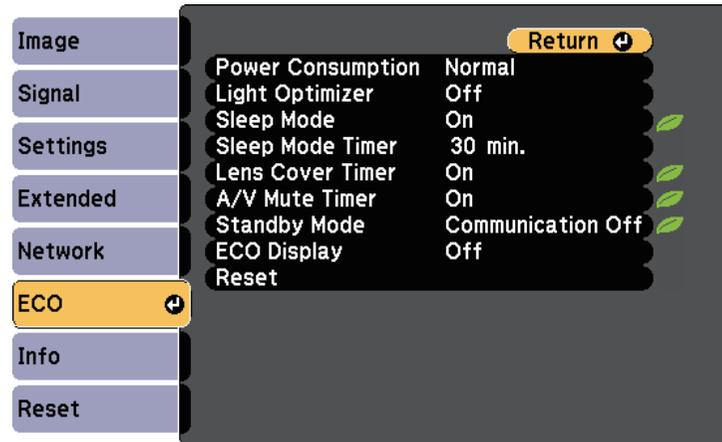 Image
Signal
Settings
Extended
Network
ECO
Info
Reset
Return
Power Consumption Normal
Light Optimizer Off
Sleep Mode On
Sleep Mode Timer 30 min.
Lens Cover Timer On
A/V Mute Timer On
Standby Mode Communication Off
ECO Display Off
Reset